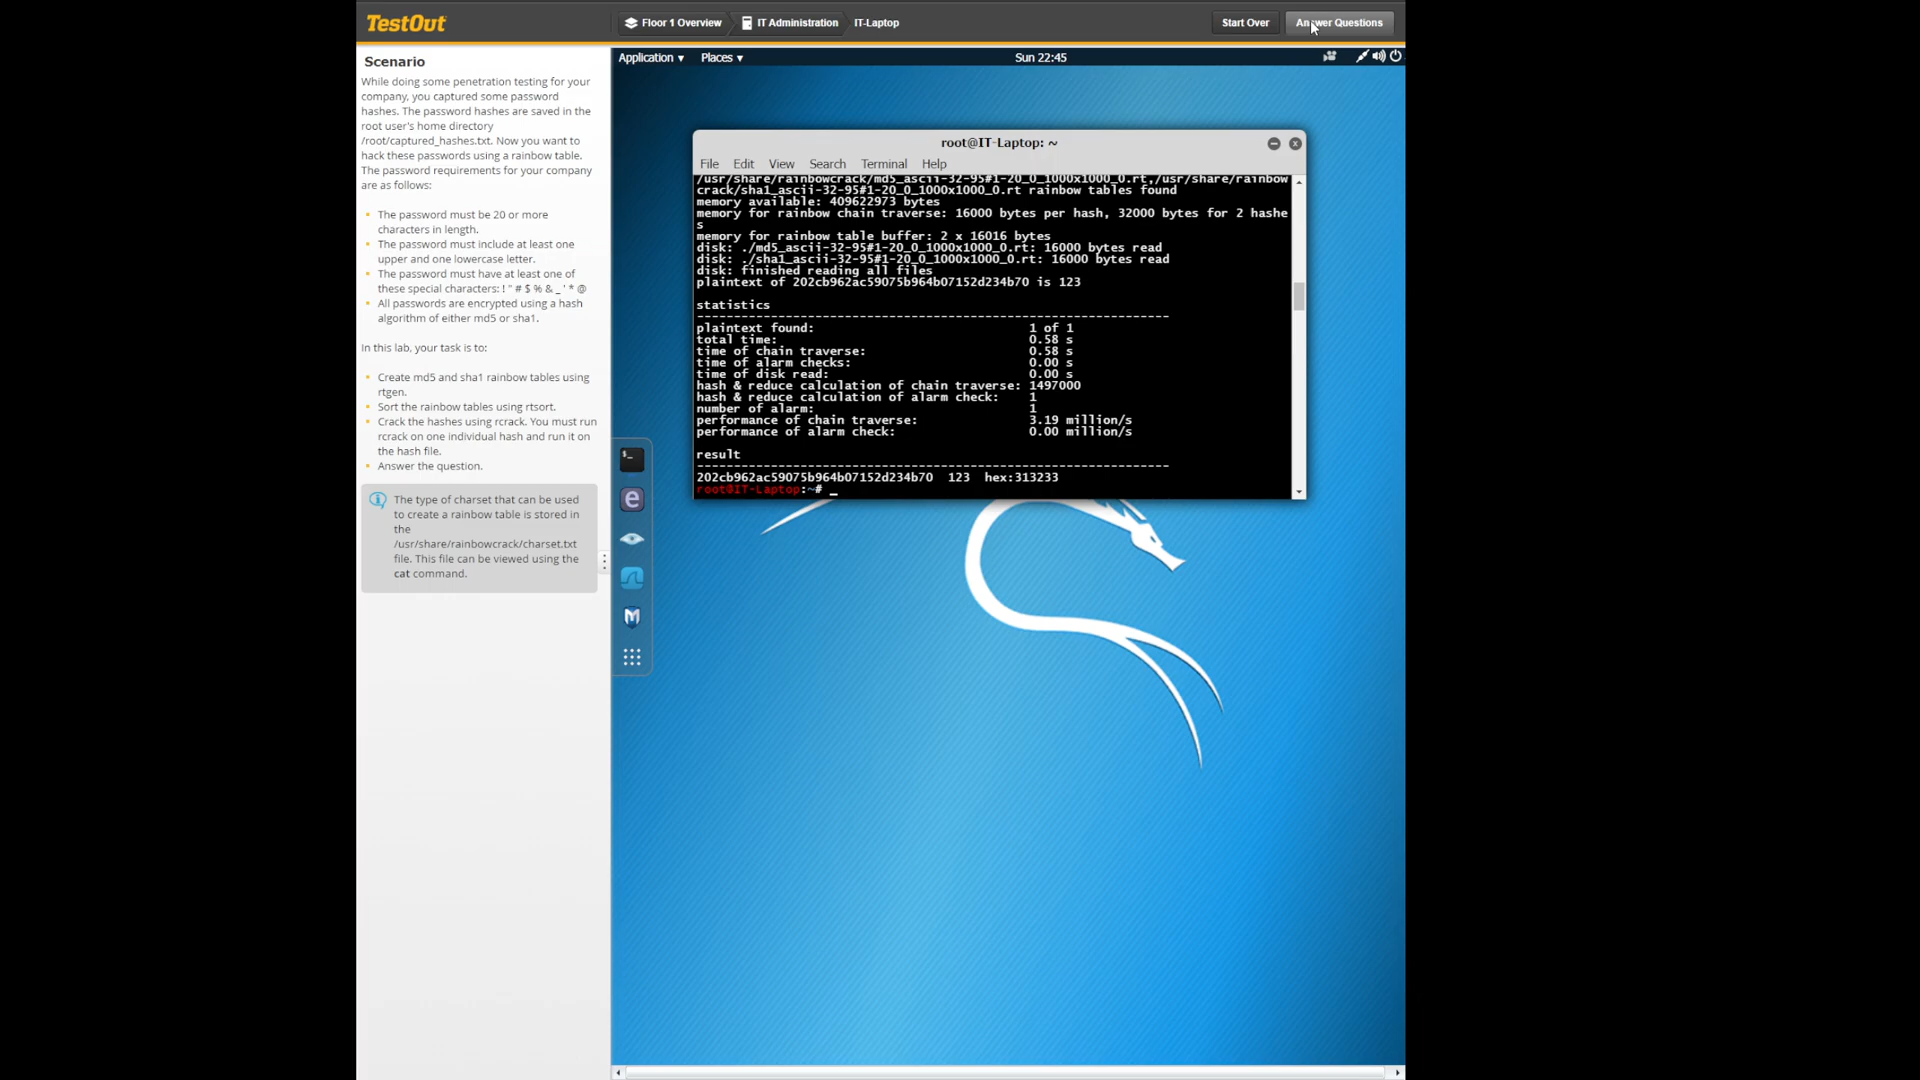 TestOut
Floor 1 Overview
IT Administration
IT-Laptop
Start Over
Answer Questions
Scenario
While doing some penetration testing for your
company, you captured some password
hashes. The password hashes are saved in the
root user's home directory
/root/captured_hashes.txt. Now you want to
hack these passwords using a rainbow table.
The password requirements for your company
are as follows:
The password must be 20 or more
characters in length.
The password must include at least one
upper and one lowercase letter.
The password must have at least one of
these special characters: ! " # $ % & _ ' * @
All passwords are encrypted using a hash
algorithm of either md5 or sha1.
In this lab, your task is to:
Create md5 and sha1 rainbow tables using
rtgen.
Sort the rainbow tables using rtsort.
Crack the hashes using rcrack. You must run
rcrack on one individual hash and run it on
the hash file.
Answer the question.
The type of charset that can be used
to create a rainbow table is stored in
the
/usr/share/rainbowcrack/charset.txt
file. This file can be viewed using the
cat command.
Application ▾
Places ▾
Sun 22:45
root@IT-Laptop: ~
File Edit View Search Terminal Help
/usr/share/rainbowcrack/md5_ascii-32-95#1-20_0_1000x1000_0.rt,/usr/share/rainbow
crack/sha1_ascii-32-95#1-20_0_1000x1000_0.rt rainbow tables found
memory available: 409622973 bytes
memory for rainbow chain traverse: 16000 bytes per hash, 32000 bytes for 2 hashe
s
memory for rainbow table buffer: 2 x 16016 bytes
disk: ./md5_ascii-32-95#1-20_0_1000x1000_0.rt: 16000 bytes read
disk: ./sha1_ascii-32-95#1-20_0_1000x1000_0.rt: 16000 bytes read
disk: finished reading all files
plaintext of 202cb962ac59075b964b07152d234b70 is 123
statistics
-----------------------------------------------------------------
plaintext found: 1 of 1
total time: 0.58 s
time of chain traverse: 0.58 s
time of alarm checks: 0.00 s
time of disk read: 0.00 s
hash & reduce calculation of chain traverse: 1497000
hash & reduce calculation of alarm check: 1
number of alarm: 1
performance of chain traverse: 3.19 million/s
performance of alarm check: 0.00 million/s
result
-----------------------------------------------------------------
202cb962ac59075b964b07152d234b70 123 hex:313233
root@IT-Laptop:~# _